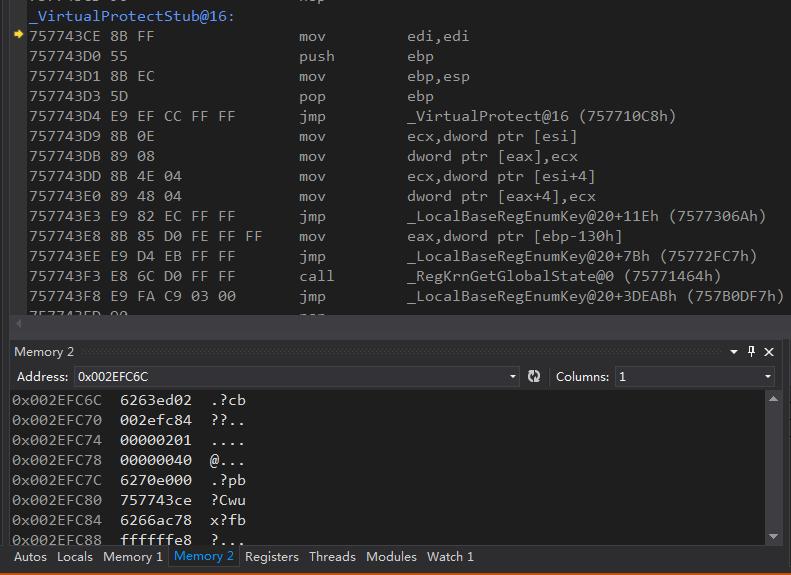 _VirtualProtectStub@16:
757743CE 8B FF mov edi,edi
757743D0 55 push ebp
757743D1 8B EC mov ebp,esp
757743D3 5D pop ebp
757743D4 E9 EF CC FF FF jmp _VirtualProtect@16 (757710C8h)
757743D9 8B 0E mov ecx,dword ptr [esi]
757743DB 89 08 mov dword ptr [eax],ecx
757743DD 8B 4E 04 mov ecx,dword ptr [esi+4]
757743E0 89 48 04 mov dword ptr [eax+4],ecx
757743E3 E9 82 EC FF FF jmp _LocalBaseRegEnumKey@20+11Eh (7577306Ah)
757743E8 8B 85 D0 FE FF FF mov eax,dword ptr [ebp-130h]
757743EE E9 D4 EB FF FF jmp _LocalBaseRegEnumKey@20+7Bh (75772FC7h)
757743F3 E8 6C D0 FF FF call _RegKrnGetGlobalState@0 (75771464h)
757743F8 E9 FA C9 03 00 jmp _LocalBaseRegEnumKey@20+3DEABh (757B0DF7h)
Memory 2
Address: 0x002EFC6C Columns: 1
0x002EFC6C 6263ed02 .?cb
0x002EFC70 002efc84 ??..
0x002EFC74 00000201 ....
0x002EFC78 00000040 @...
0x002EFC7C 6270e000 .?pb
0x002EFC80 757743ce ?Cwu
0x002EFC84 6266ac78 x?fb
0x002EFC88 ffffffe8 ?...
Autos Locals Memory 1 Memory 2 Registers Threads Modules Watch 1